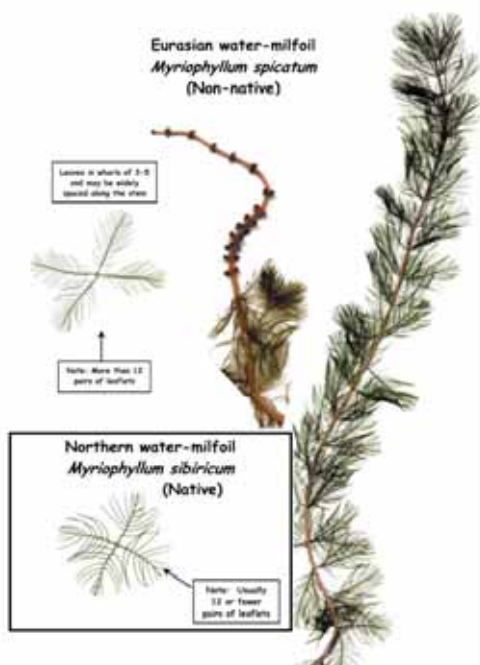 Eurasian water-milfoil
Myriophyllum spicatum
(Non-native)
Leaves in whorls of 3-5
and may be widely
spaced along the stem
Note: More than 12
pairs of leaflets
Northern water-milfoil
Myriophyllum sibiricum
(Native)
Note: Usually
12 or fewer
pairs of leaflets